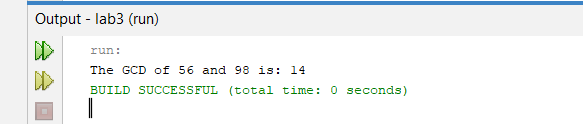 Output - lab3 (run)
run:
The GCD of 56 and 98 is: 14
BUILD SUCCESSFUL (total time: 0 seconds)